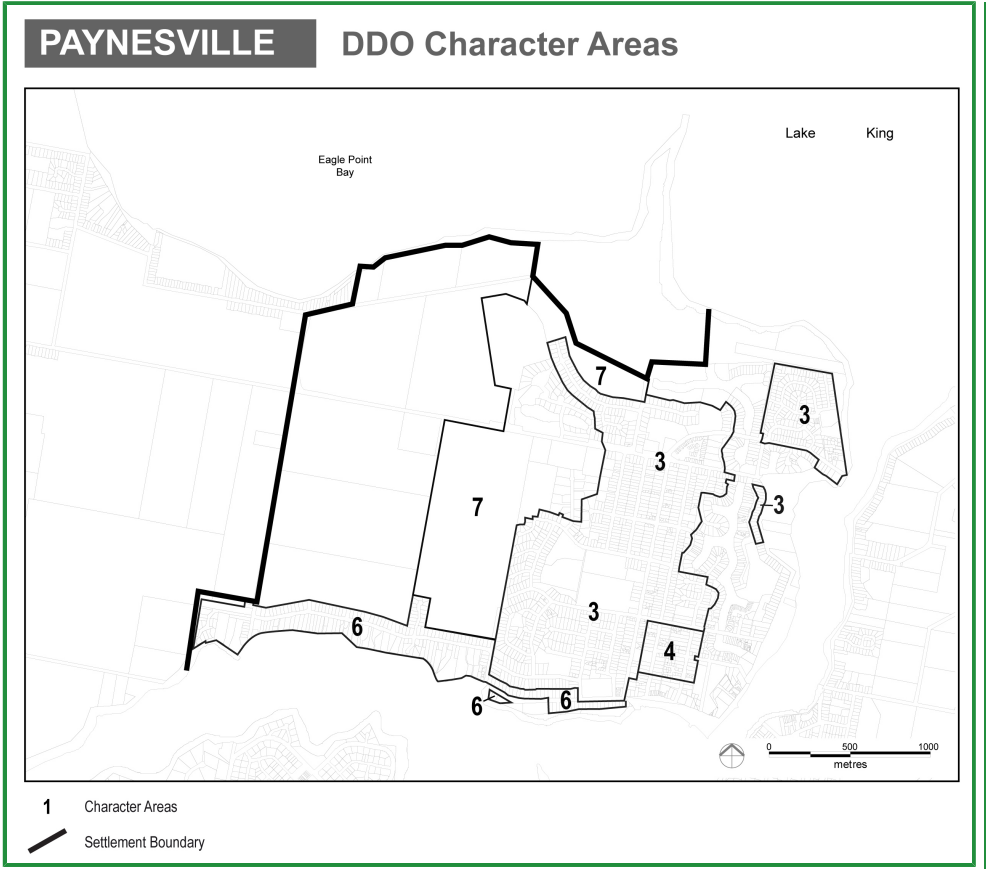 PAYNESVILLE DDO Character Areas
Lake King
Eagle Point
Bay
7
3
3
7
3
3
6
4
6
6
0 500 1000
metres
1 Character Areas
Settlement Boundary